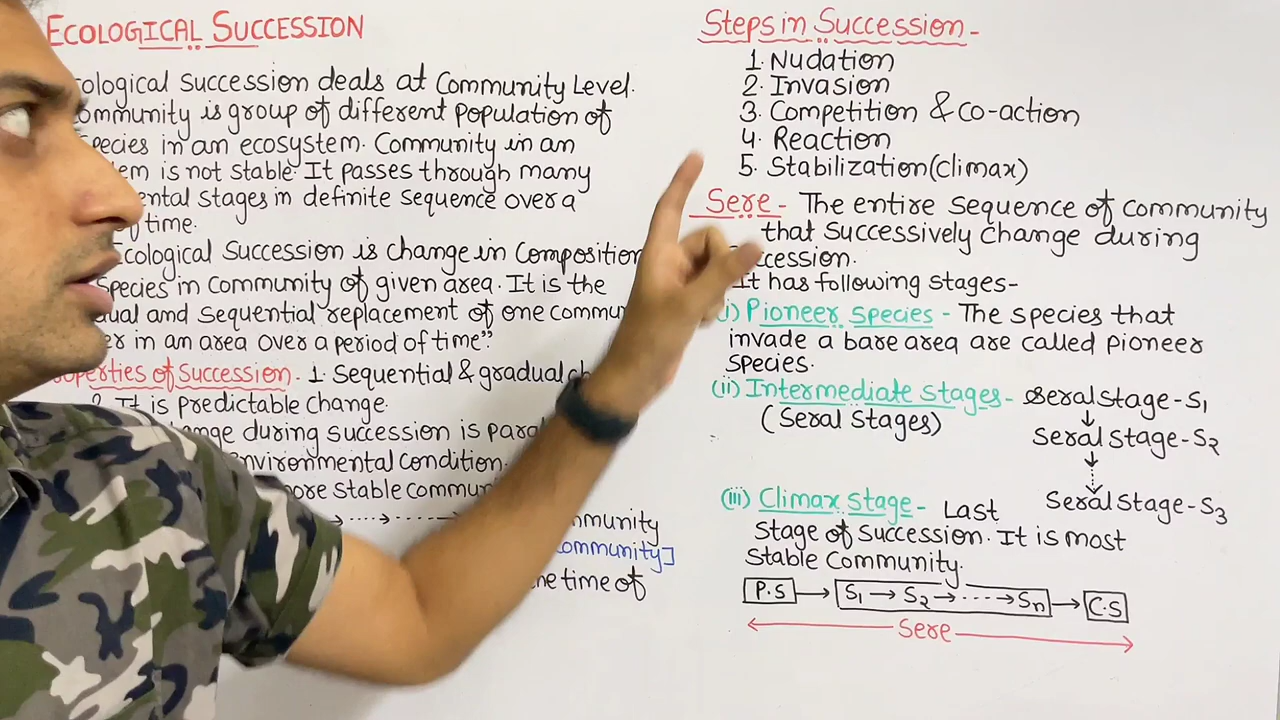 ECOLOGICAL SUCCESSION
cological Succession deals at Community Level.
ommunity is group of different Population of
pecies in an ecosystem. Community in an
em is not stable. It passes through many
ental stages in definite sequence over a
of time.
Ecological Succession is change in Composition
species in community of given area. It is the
ual and sequential replacement of one commu
er in an area over a period of time"
operties of Succession. 1. Sequential & gradual ch
2. It is predictable change.
ange during succession is para
nvironmental condition.
ore stable commu
mmunity
ommunity]
he time of
Steps in Succession -
1. Nudation
2. Invasion
3. Competition & co-action
4. Reaction
5. Stabilization(climax)
Sere - The entire sequence of community
that Successively change during
ccession.
It has following stages-
i) Pioneer species - The species that
invade a bare area are called pioneer
species.
(ii) Intermediate stages - Seral stage-S1
(Seral stages)
Seral stage-S2
Seral stage-S3
(iii) Climax stage - Last
stage of succession. It is most
stable community.
P.S → S1 → S2 → ····→ Sn → C.S
Sere